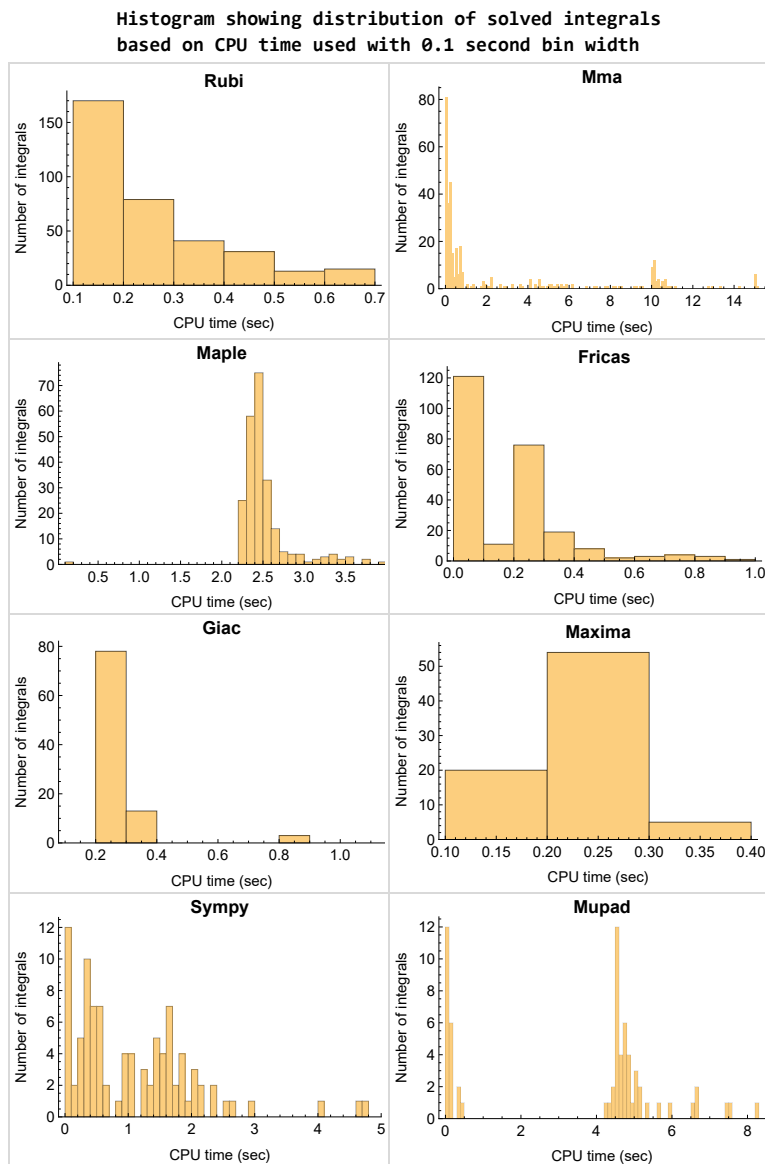 Histogram showing distribution of solved integrals
based on CPU time used with 0.1 second bin width
Rubi
Number of integrals
150
100
50
0
0.1 0.2 0.3 0.4 0.5 0.6 0.7
CPU time (sec)
Mma
Number of integrals
80
60
40
20
0
0 2 4 6 8 10 12 14
CPU time (sec)
Maple
Number of integrals
70
60
50
40
30
20
10
0
0.5 1.0 1.5 2.0 2.5 3.0 3.5
CPU time (sec)
Fricas
Number of integrals
120
100
80
60
40
20
0
0.0 0.2 0.4 0.6 0.8 1.0
CPU time (sec)
Giac
Number of integrals
80
60
40
20
0
0.2 0.4 0.6 0.8 1.0
CPU time (sec)
Maxima
Number of integrals
50
40
30
20
10
0
0.10 0.15 0.20 0.25 0.30 0.35 0.40
CPU time (sec)
Sympy
Number of integrals
12
10
8
6
4
2
0
0 1 2 3 4 5
CPU time (sec)
Mupad
Number of integrals
12
10
8
6
4
2
0
0 2 4 6 8
CPU time (sec)